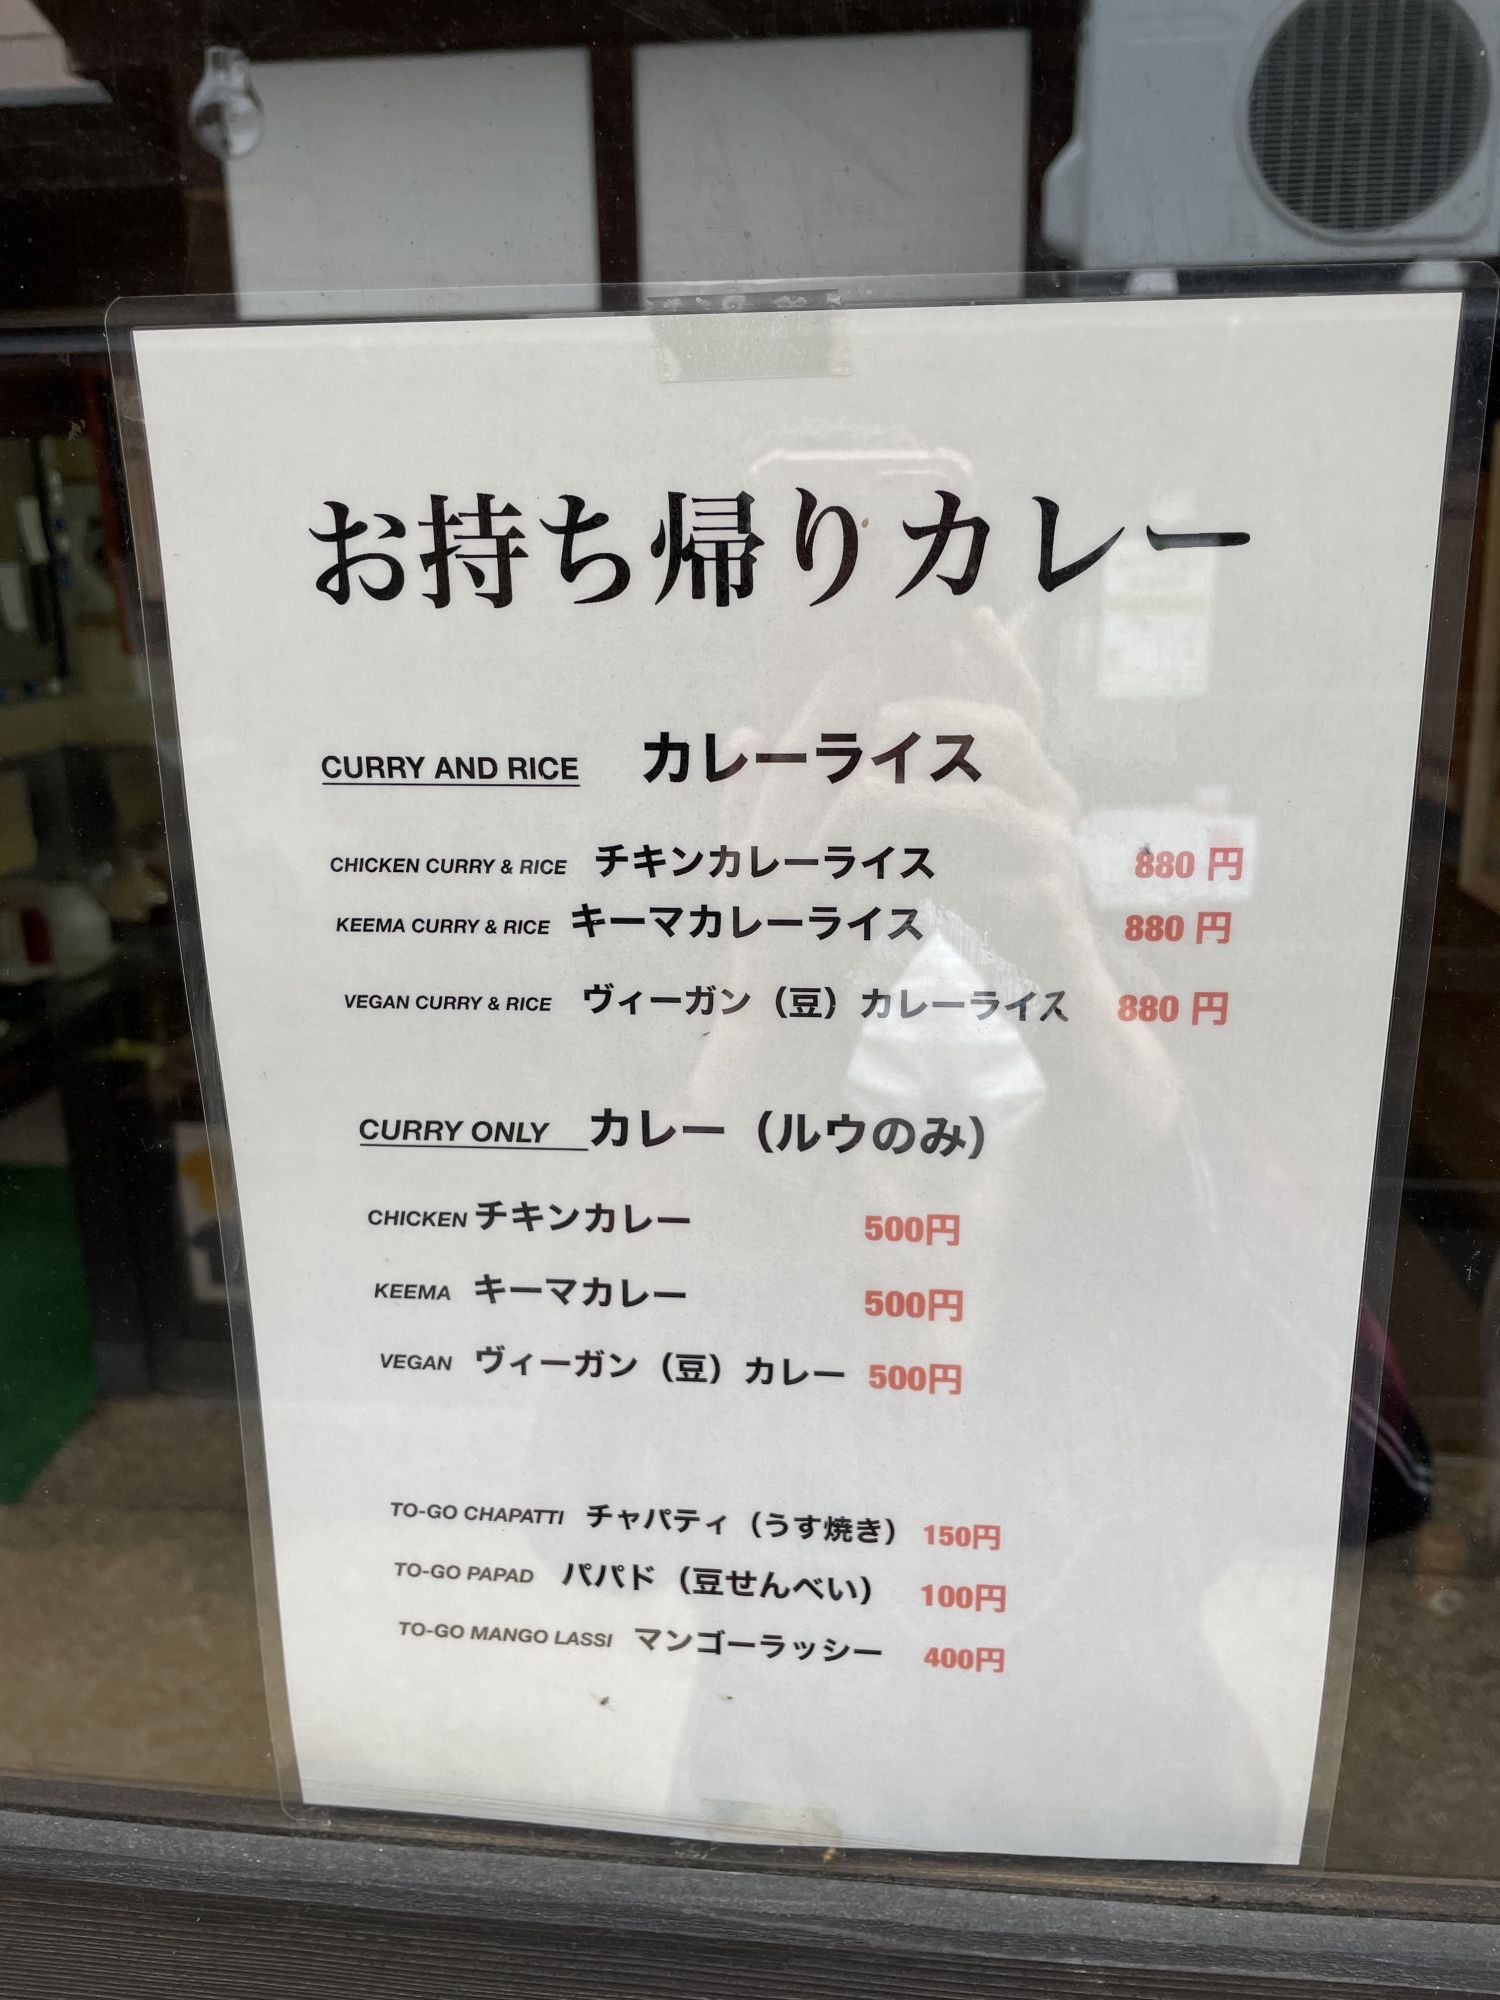 お持ち帰りカレー
CURRY AND RICE カレーライス
CHICKEN CURRY & RICE チキンカレーライス 880 円
KEEMA CURRY & RICE キーマカレーライス 880 円
VEGAN CURRY & RICE ヴィーガン（豆）カレーライス 880 円
CURRY ONLY カレー（ルウのみ）
CHICKEN チキンカレー 500円
KEEMA キーマカレー 500円
VEGAN ヴィーガン（豆）カレー 500円
TO-GO CHAPATTI チャパティ（うす焼き） 150円
TO-GO PAPAD パパド（豆せんべい） 100円
TO-GO MANGO LASSI マンゴーラッシー 400円